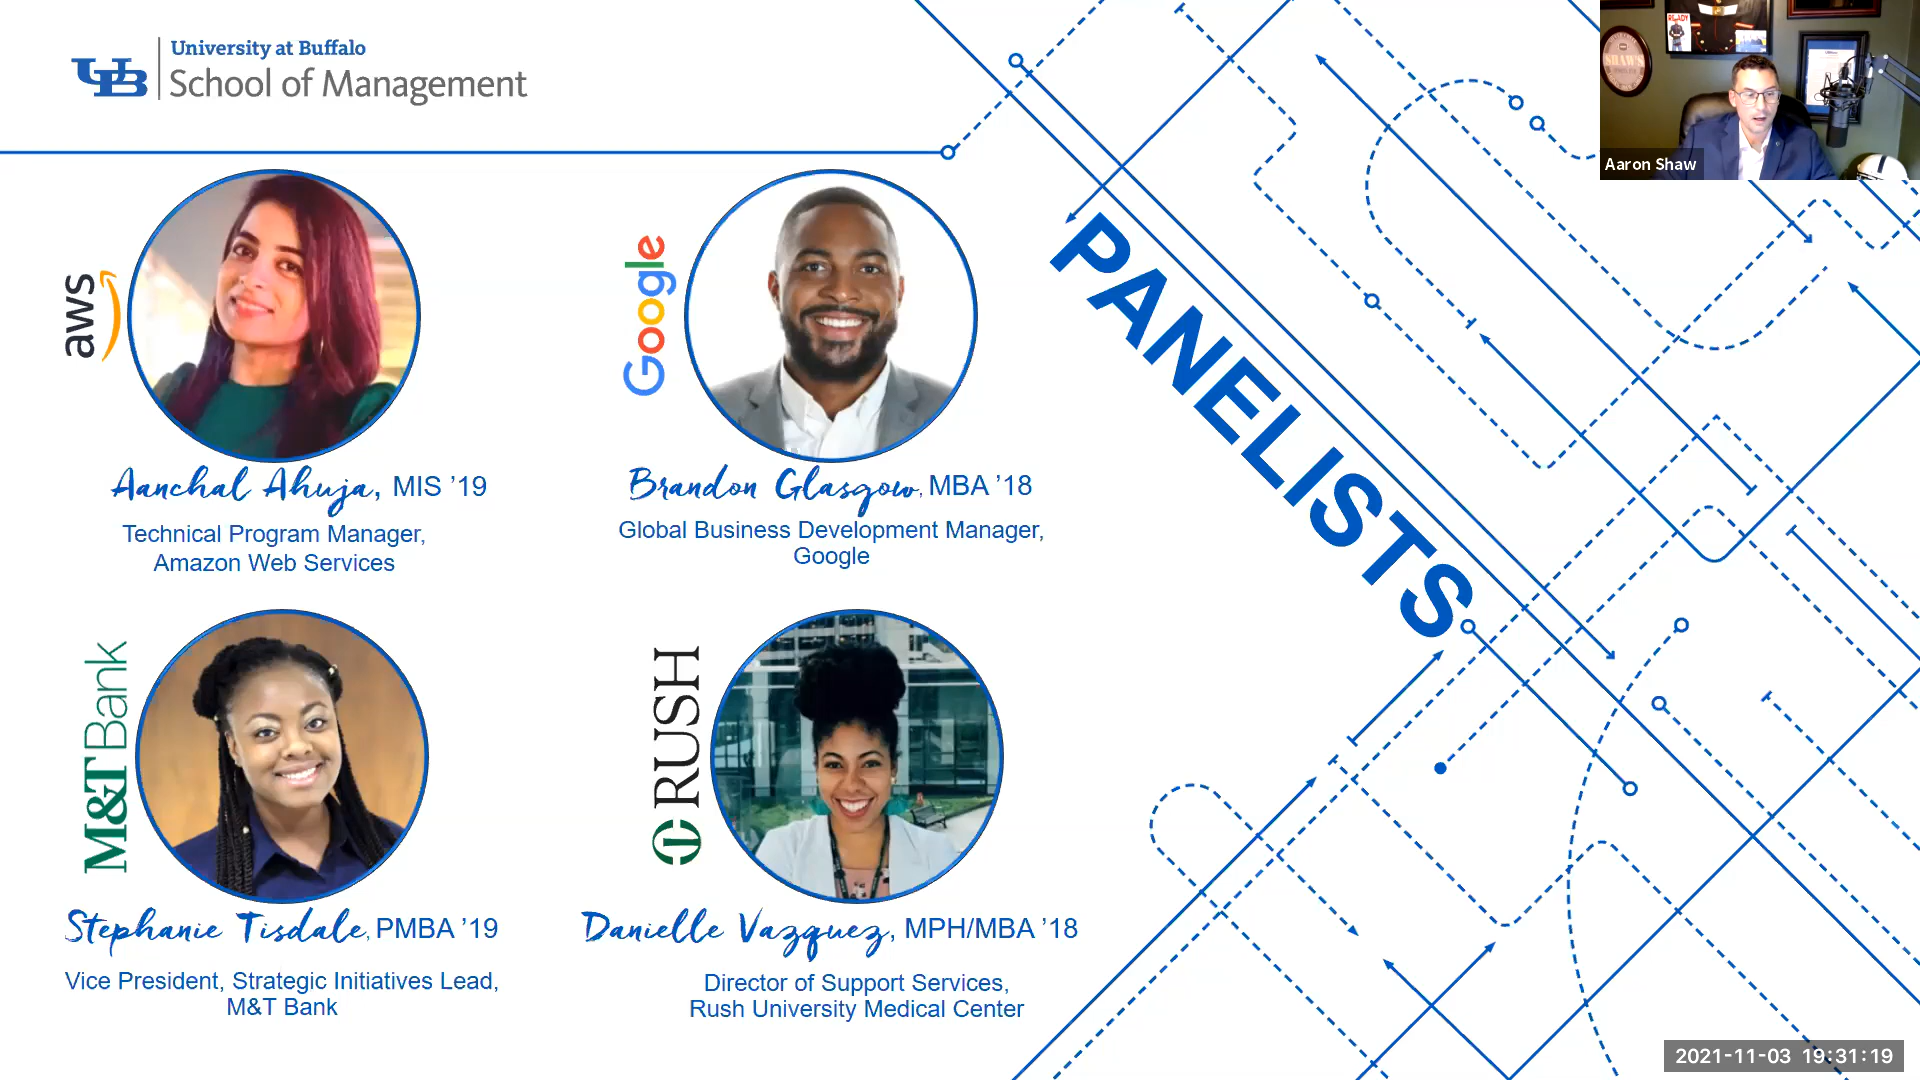 University at Buffalo
School of Management
UB
READY
SHAW'S
Aaron Shaw
PANELISTS
aws
Google
Aanchal Ahuja, MIS ’19
Technical Program Manager,
Amazon Web Services
Brandon Glasgow, MBA ’18
Global Business Development Manager,
Google
M&T Bank
RUSH
Stephanie Tisdale, PMBA ’19
Vice President, Strategic Initiatives Lead,
M&T Bank
Danielle Vazquez, MPH/MBA ’18
Director of Support Services,
Rush University Medical Center
2021-11-03 19:31:19